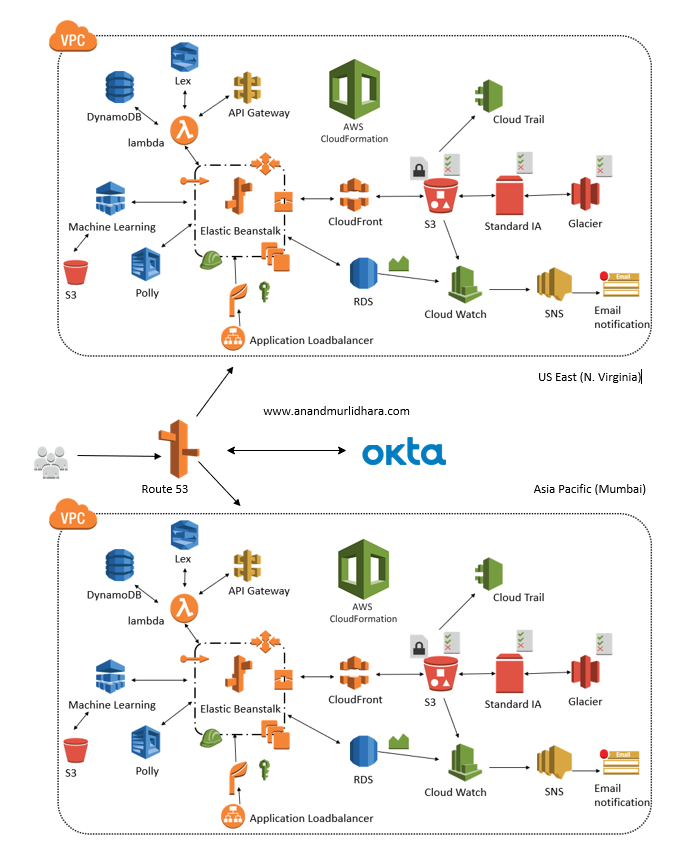 VPC
Lex
DynamoDB
API Gateway
lambda
AWS
CloudFormation
Cloud Trail
Machine Learning
Elastic Beanstalk
CloudFront
S3
Standard IA
Glacier
S3
Polly
RDS
Cloud Watch
SNS
Email
Email
notification
Application Loadbalancer
US East (N. Virginia)
www.anandmurlidhara.com
okta
Route 53
Asia Pacific (Mumbai)
VPC
Lex
DynamoDB
API Gateway
lambda
AWS
CloudFormation
Cloud Trail
Machine Learning
Elastic Beanstalk
CloudFront
S3
Standard IA
Glacier
S3
Polly
RDS
Cloud Watch
SNS
Email
Email
notification
Application Loadbalancer